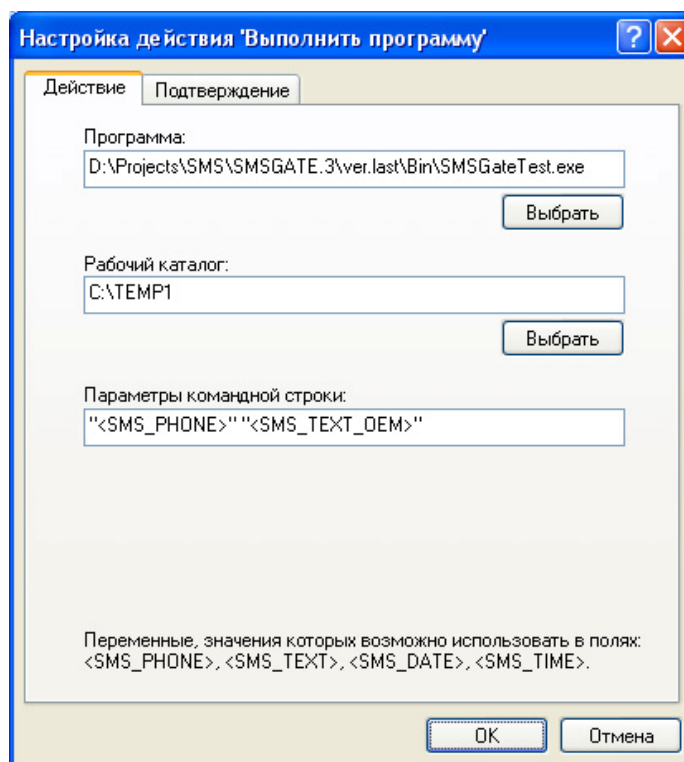 Настройка действия 'Выполнить программу'
Действие Подтверждение
Программа:
D:\Projects\SMS\SMSGATE.3\ver.last\Bin\SMSGateTest.exe
Выбрать
Рабочий каталог:
C:\TEMP1
Выбрать
Параметры командной строки:
"<SMS_PHONE>" "<SMS_TEXT_OEM>"
Переменные, значения которых возможно использовать в полях:
<SMS_PHONE>, <SMS_TEXT>, <SMS_DATE>, <SMS_TIME>.
OK Отмена